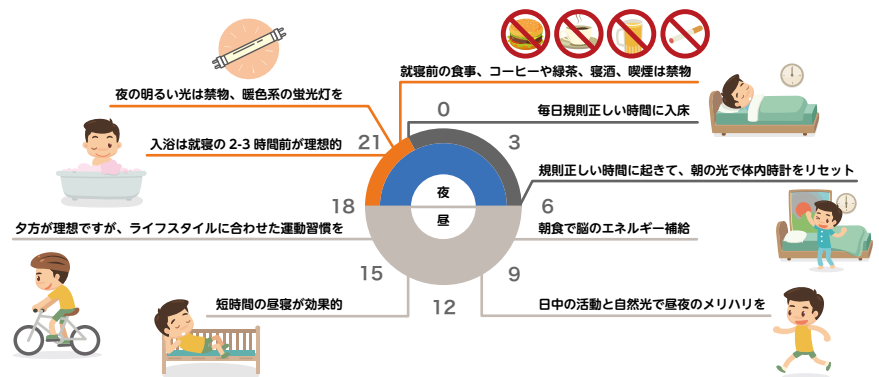 就寝前の食事、コーヒーや緑茶、寝酒、喫煙は禁物
夜の明るい光は禁物、暖色系の蛍光灯を
0
毎日規則正しい時間に入床
入浴は就寝の 2-3 時間前が理想的
21
3
規則正しい時間に起きて、朝の光で体内時計をリセット
夜
18
6
昼
夕方が理想ですが、ライフスタイルに合わせた運動習慣を
朝食で脳のエネルギー補給
15
9
短時間の昼寝が効果的
12
日中の活動と自然光で昼夜のメリハリを